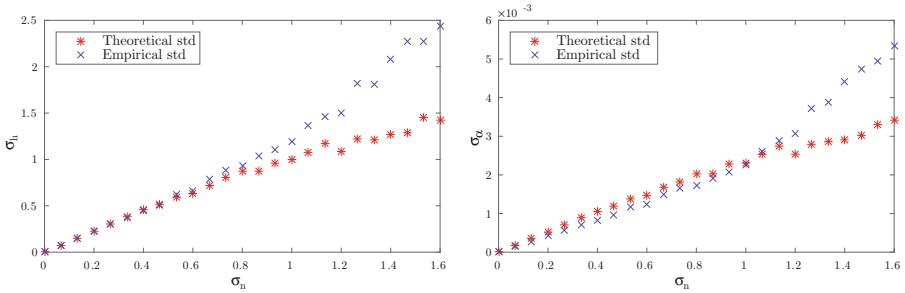 2.5
2
1.5
1
0.5
0
σh
Theoretical std
Empirical std
0 0.2 0.4 0.6 0.8 1 1.2 1.4 1.6
σn
×10⁻³
6
5
4
3
2
1
0
σα
Theoretical std
Empirical std
0 0.2 0.4 0.6 0.8 1 1.2 1.4 1.6
σn